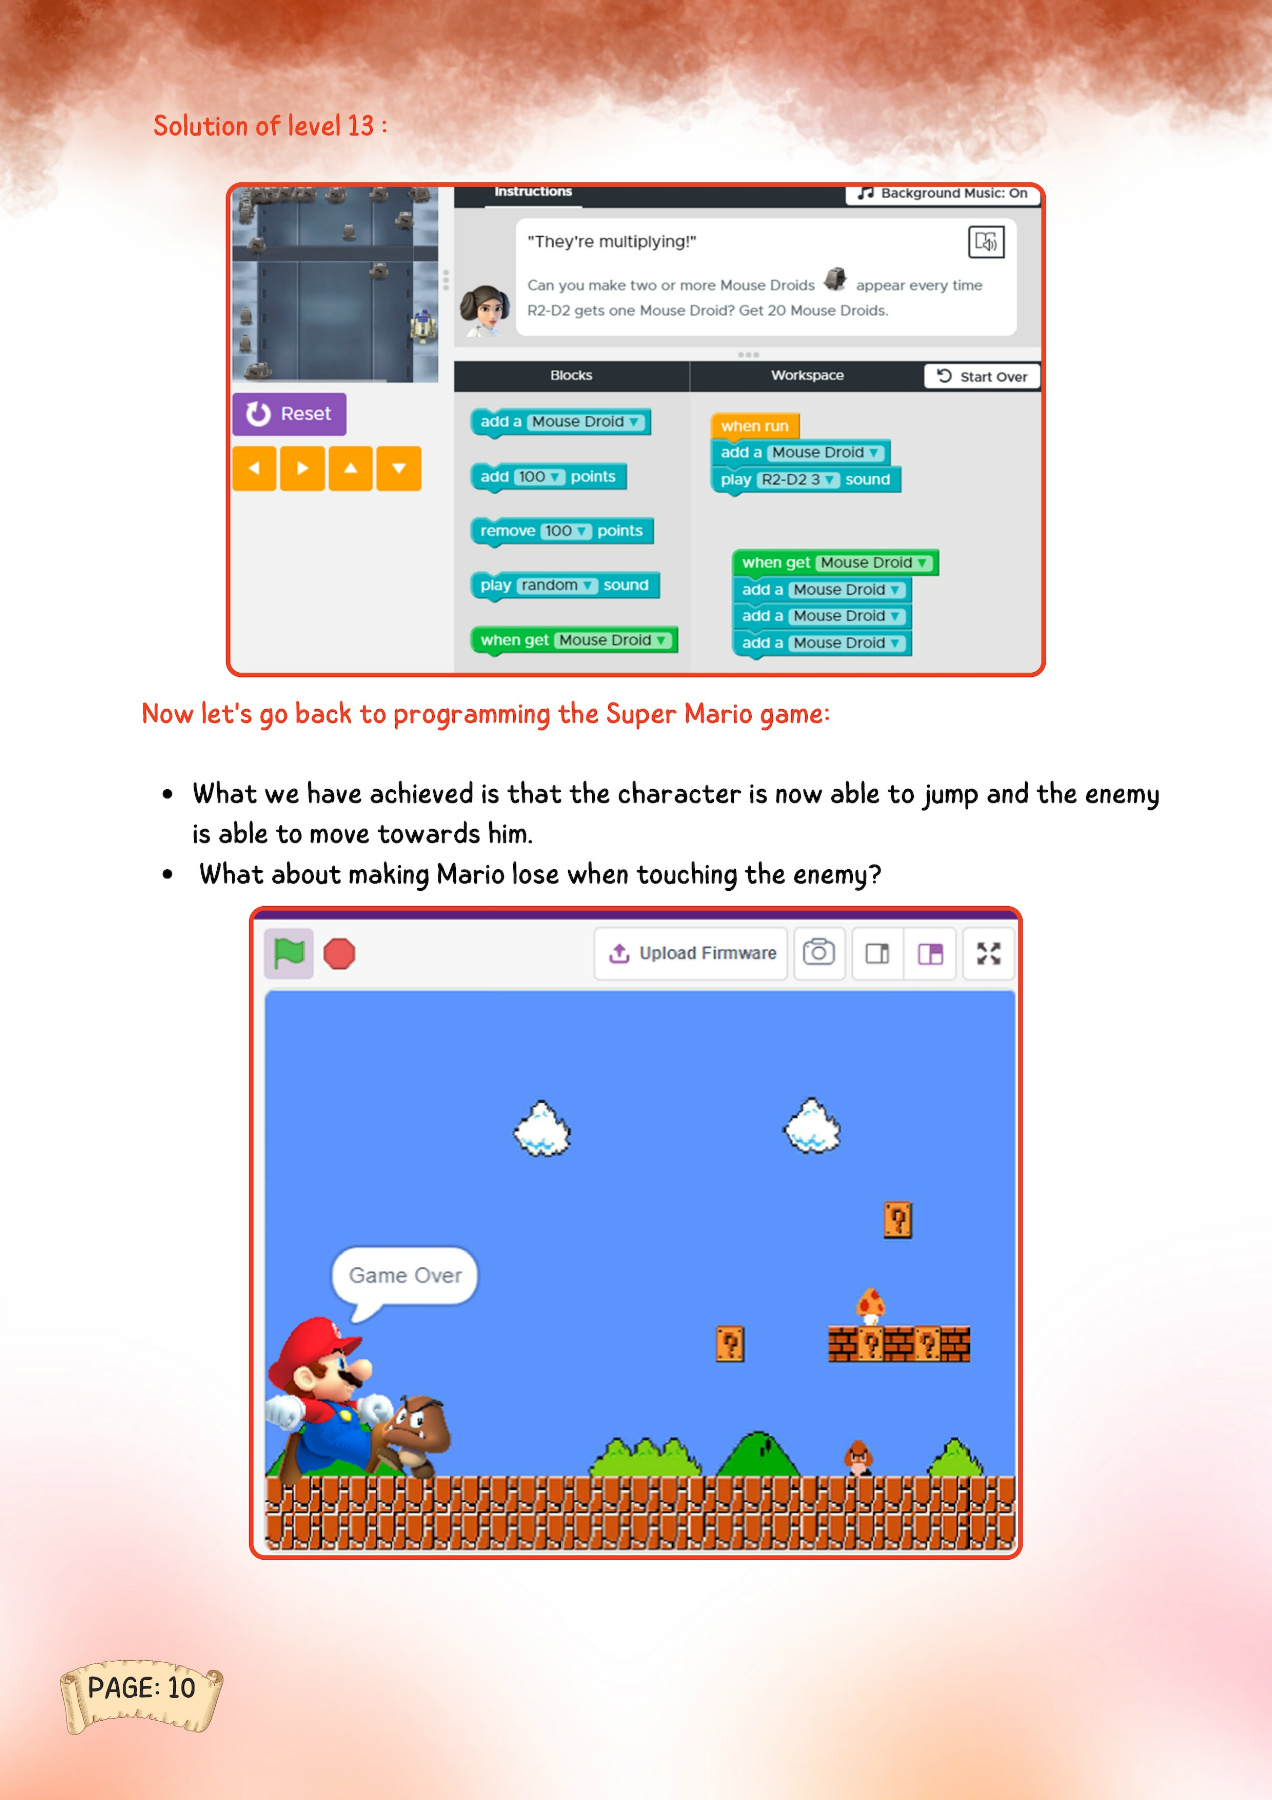 Solution of level 13 :
Instructions
Background Music: On
"They're multiplying!"
Can you make two or more Mouse Droids appear every time
R2-D2 gets one Mouse Droid? Get 20 Mouse Droids.
Blocks
Workspace
Start Over
Reset
add a Mouse Droid
add 100 points
remove 100 points
play random sound
when get Mouse Droid
when run
add a Mouse Droid
play R2-D2 3 sound
when get Mouse Droid
add a Mouse Droid
add a Mouse Droid
add a Mouse Droid
Now let's go back to programming the Super Mario game:
• What we have achieved is that the character is now able to jump and the enemy
is able to move towards him.
• What about making Mario lose when touching the enemy?
Upload Firmware
?
Game Over
?
?
?
PAGE: 10